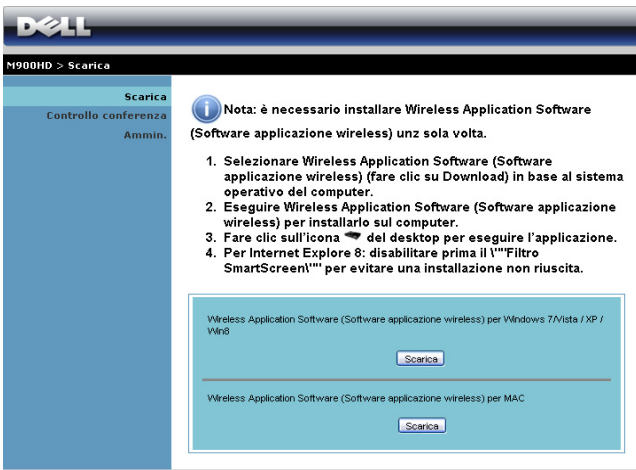 DELL
M900HD > Scarica
Scarica
Controllo conferenza
Ammin.
Nota: è necessario installare Wireless Application Software
(Software applicazione wireless) unz sola volta.
1. Selezionare Wireless Application Software (Software
applicazione wireless) (fare clic su Download) in base al sistema
operativo del computer.
2. Eseguire Wireless Application Software (Software applicazione
wireless) per installarlo sul computer.
3. Fare clic sull'icona del desktop per eseguire l'applicazione.
4. Per Internet Explore 8: disabilitare prima il \""Filtro
SmartScreen\"" per evitare una installazione non riuscita.
Wireless Application Software (Software applicazione wireless) per Windows 7/Vista / XP /
Win8
Scarica
Wireless Application Software (Software applicazione wireless) per MAC
Scarica